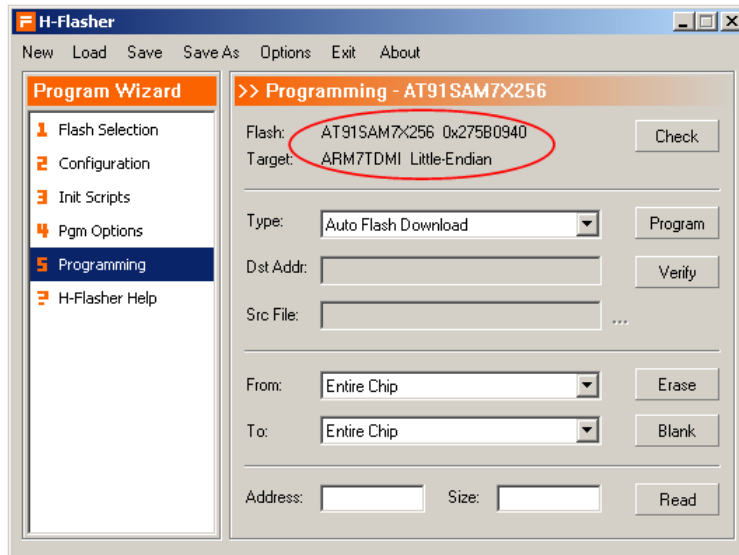 H-Flasher
New Load Save Save As Options Exit About
Program Wizard
1 Flash Selection
2 Configuration
3 Init Scripts
4 Pgm Options
5 Programming
? H-Flasher Help
>> Programming - AT91SAM7X256
Flash: AT91SAM7X256 0x275B0940
Check
Target: ARM7TDMI Little-Endian
Type: Auto Flash Download
Program
Dst Addr:
Verify
Src File:
...
From: Entire Chip
Erase
To: Entire Chip
Blank
Address:
Size:
Read